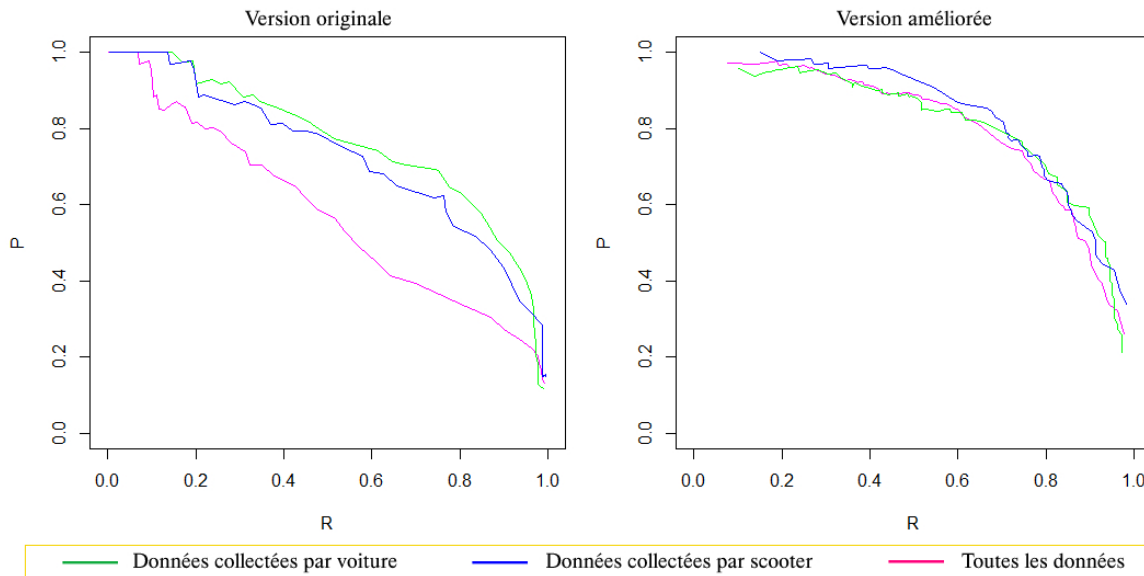 Version originale
Version améliorée
1.0
0.8
0.6
0.4
0.2
0.0
P
0.0 0.2 0.4 0.6 0.8 1.0
R
1.0
0.8
0.6
0.4
0.2
0.0
P
0.0 0.2 0.4 0.6 0.8 1.0
R
Données collectées par voiture
Données collectées par scooter
Toutes les données